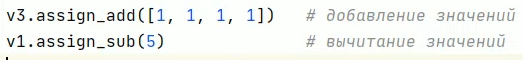 v3.assign_add([1, 1, 1, 1])   # добавление значений
v1.assign_sub(5)              # вычитание значений